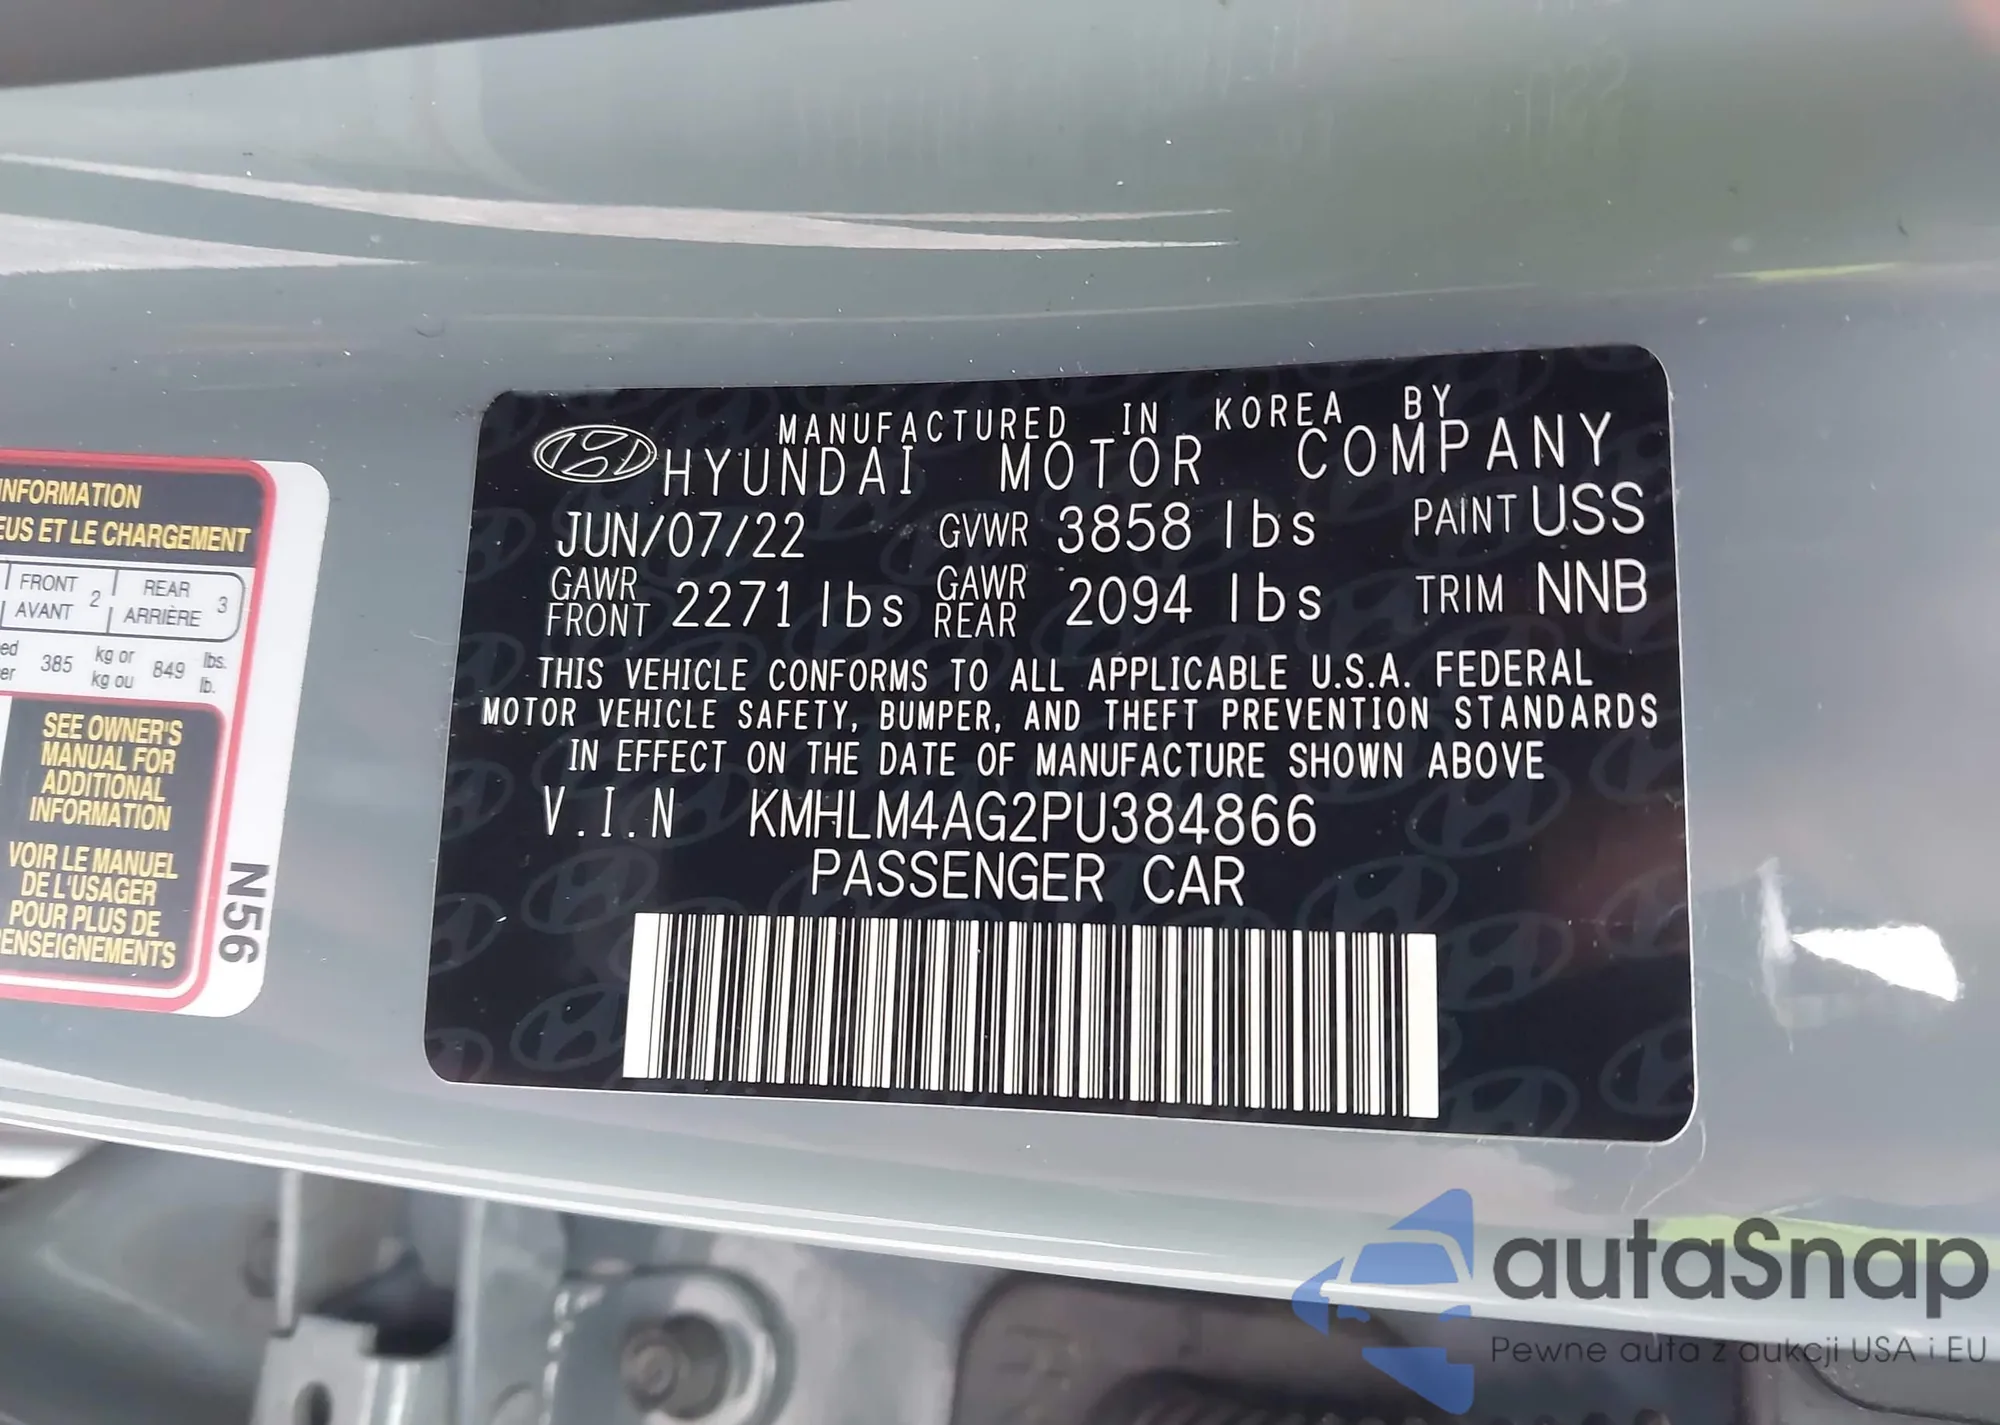 MANUFACTURED IN KOREA BY
HYUNDAI MOTOR COMPANY
JUN/07/22 GVWR 3858 lbs PAINT USS
GAWR FRONT 2271 lbs GAWR REAR 2094 lbs TRIM NNB
THIS VEHICLE CONFORMS TO ALL APPLICABLE U.S.A. FEDERAL
MOTOR VEHICLE SAFETY, BUMPER, AND THEFT PREVENTION STANDARDS
IN EFFECT ON THE DATE OF MANUFACTURE SHOWN ABOVE
V.I.N KMHLM4AG2PU384866
PASSENGER CAR
INFORMATION
ET LE CHARGEMENT
FRONT 2 REAR 3
AVANT ARRIÈRE
385 kg or 849 lbs.
kg ou lb.
SEE OWNER'S
MANUAL FOR
ADDITIONAL
INFORMATION
VOIR LE MANUEL
DE L'USAGER
POUR PLUS DE
RENSEIGNEMENTS
N56
autaSnap
Pewne auta z aukcji USA i EU